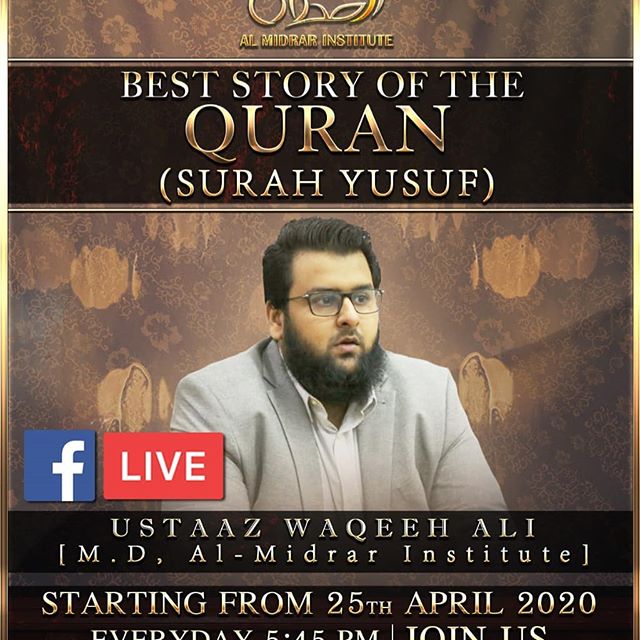 AL MIDRAR INSTITUTE
BEST STORY OF THE
QURAN
(SURAH YUSUF)
f LIVE
USTAAZ WAQEEH ALI
[M.D, Al-Midrar Institute]
STARTING FROM 25TH APRIL 2020
EVERYDAY 5:45 PM | JOIN US